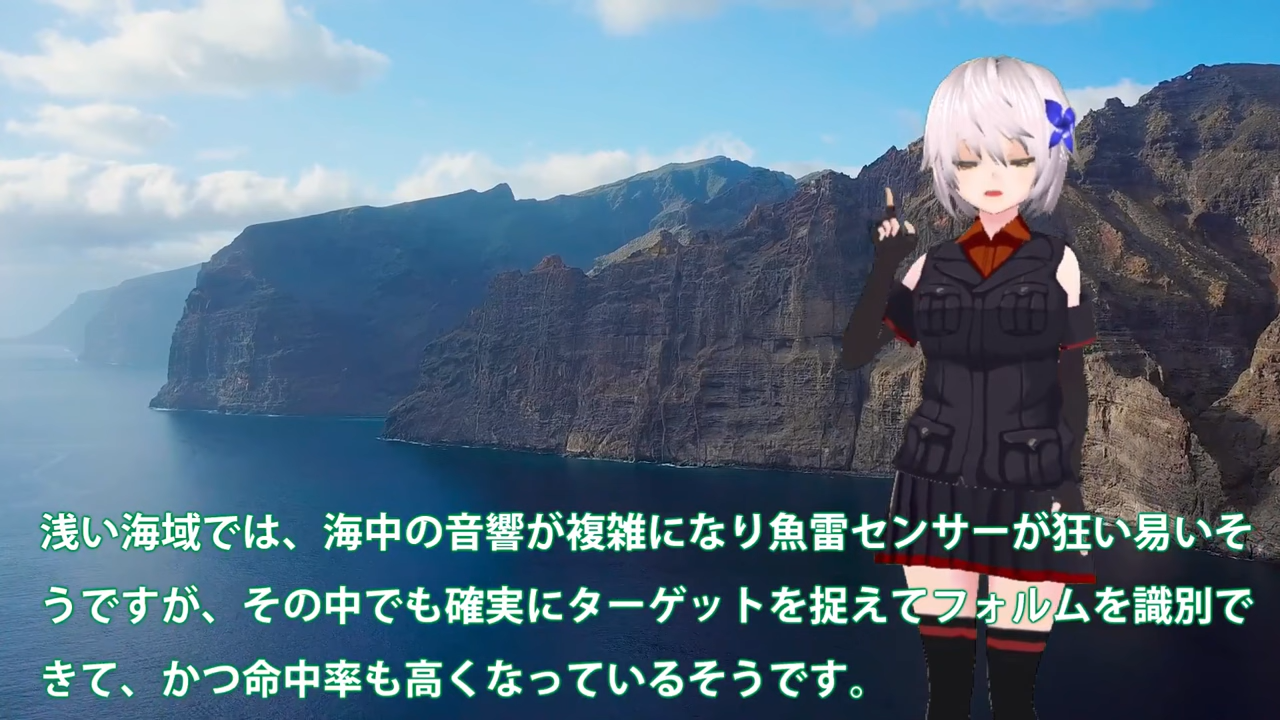 浅い海域では、海中の音響が複雑になり魚雷センサーが狂い易いそ
うですが、その中でも確実にターゲットを捉えてフォルムを識別で
きて、かつ命中率も高くなっているそうです。